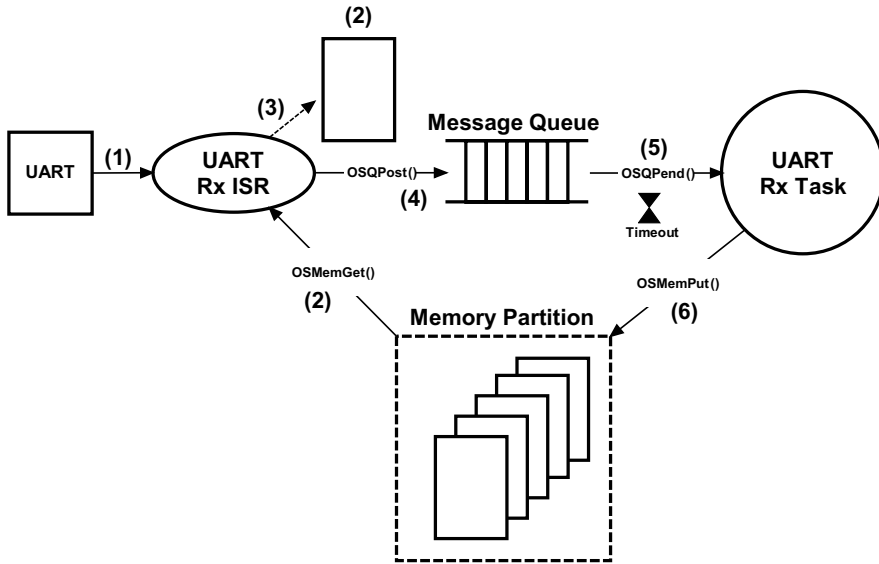 (2)
(3)
Message Queue
(5)
UART
(1)
UART
Rx ISR
OSQPost()
(4)
OSQPend()
Timeout
UART
Rx Task
OSMemGet()
(2)
OSMemPut()
(6)
Memory Partition